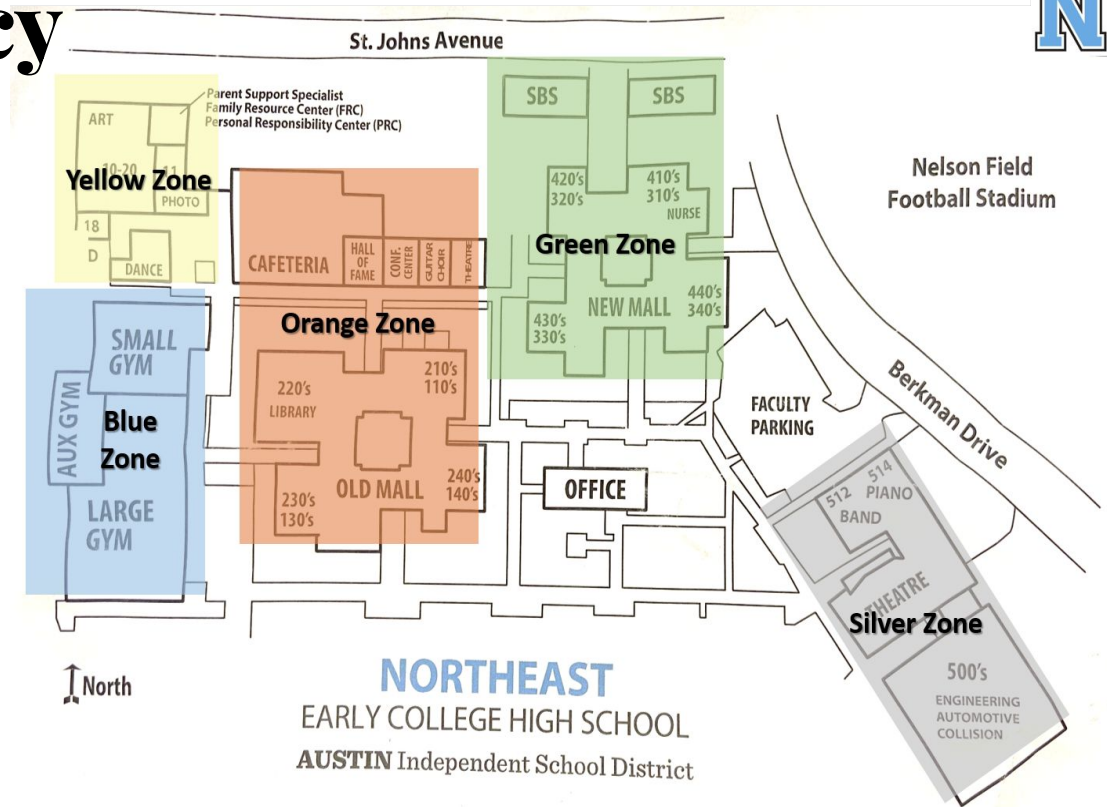 cy
N
St. Johns Avenue
Parent Support Specialist
Family Resource Center (FRC)
Personal Responsibility Center (PRC)
ART
10-20
11
Yellow Zone
PHOTO
18
D
DANCE
SBS
SBS
420's
320's
410's
310's
NURSE
Green Zone
NEW MALL
440's
340's
430's
330's
Nelson Field
Football Stadium
CAFETERIA
HALL
OF
FAME
CONF.
CENTER
GUITAR
CHOIR
THEATRE
Orange Zone
220's
LIBRARY
210's
110's
OLD MALL
240's
140's
230's
130's
SMALL
GYM
AUX GYM
Blue
Zone
LARGE
GYM
OFFICE
FACULTY
PARKING
Berkman Drive
512
514
PIANO
BAND
THEATRE
Silver Zone
500's
ENGINEERING
AUTOMOTIVE
COLLISION
North
NORTHEAST
EARLY COLLEGE HIGH SCHOOL
AUSTIN Independent School District